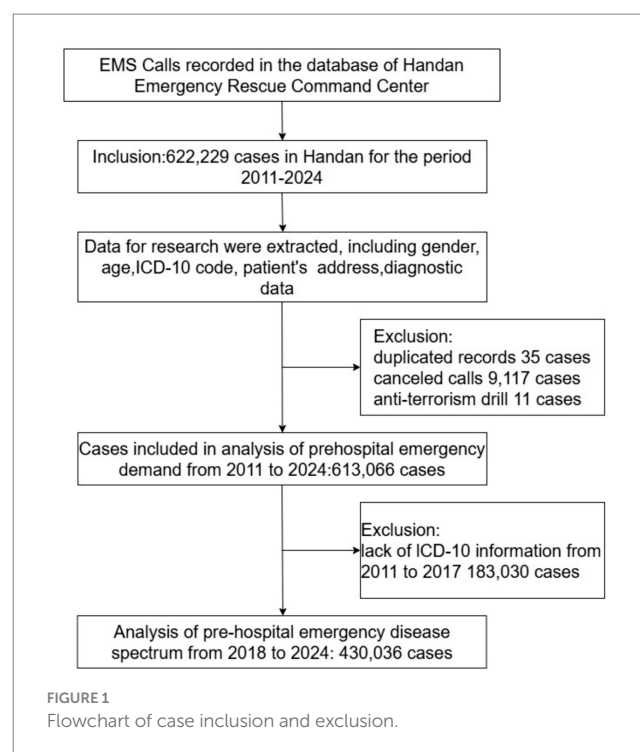 EMS Calls recorded in the database of Handan
Emergency Rescue Command Center
Inclusion:622,229 cases in Handan for the period
2011-2024
Data for research were extracted, including gender,
age,ICD-10 code, patient's address,diagnostic
data
Exclusion:
duplicated records 35 cases
canceled calls 9,117 cases
anti-terrorism drill 11 cases
Cases included in analysis of prehospital emergency
demand from 2011 to 2024:613,066 cases
Exclusion:
lack of ICD-10 information from
2011 to 2017 183,030 cases
Analysis of pre-hospital emergency disease
spectrum from 2018 to 2024: 430,036 cases
FIGURE 1
Flowchart of case inclusion and exclusion.